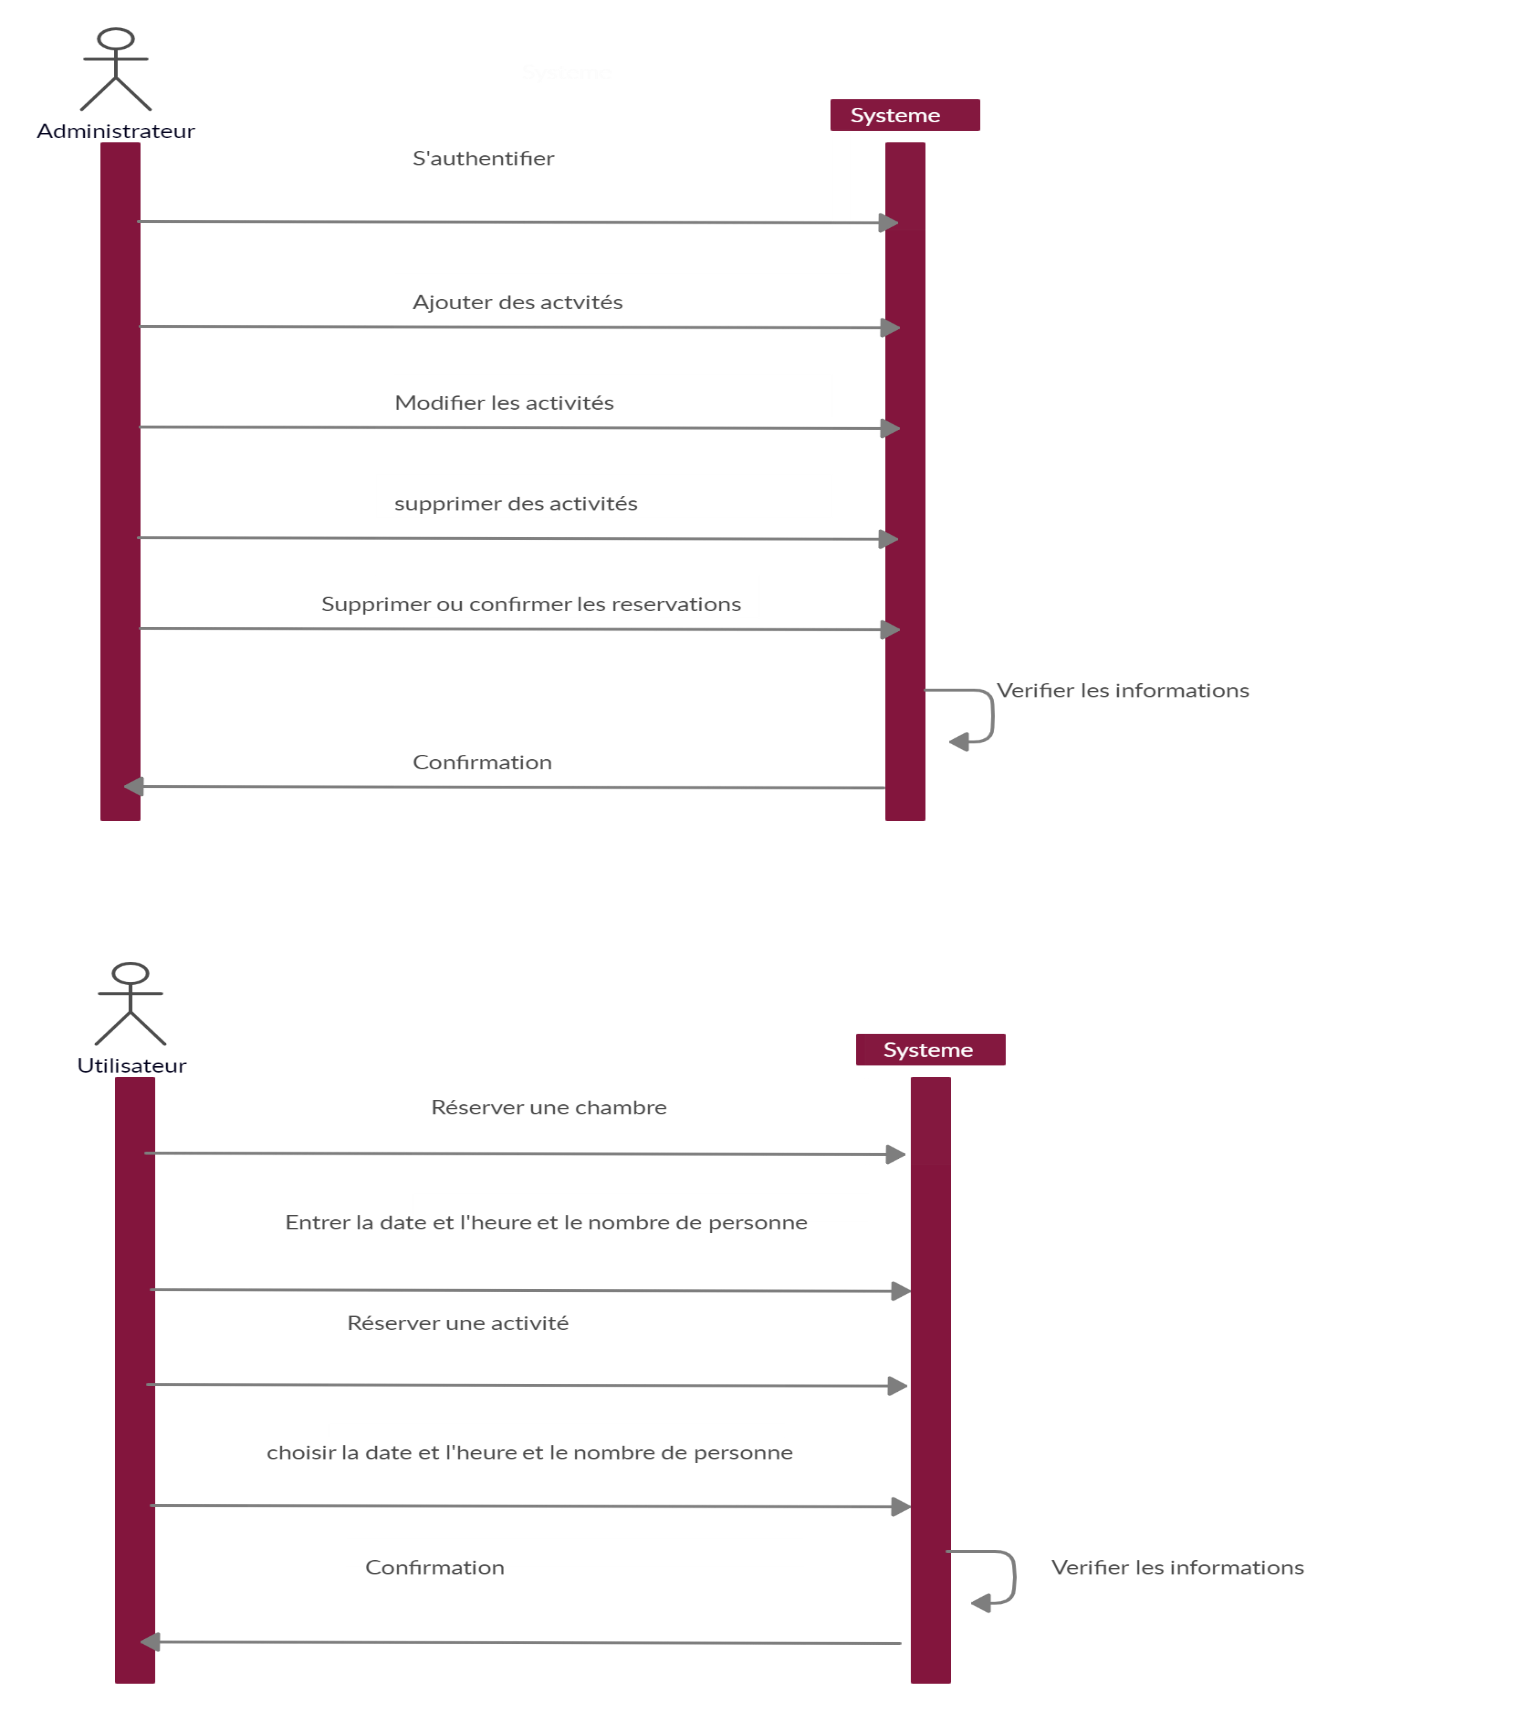 Administrateur
Systeme
S'authentifier
Ajouter des actvités
Modifier les activités
supprimer des activités
Supprimer ou confirmer les reservations
Verifier les informations
Confirmation
Utilisateur
Systeme
Réserver une chambre
Entrer la date et l'heure et le nombre de personne
Réserver une activité
choisir la date et l'heure et le nombre de personne
Confirmation
Verifier les informations